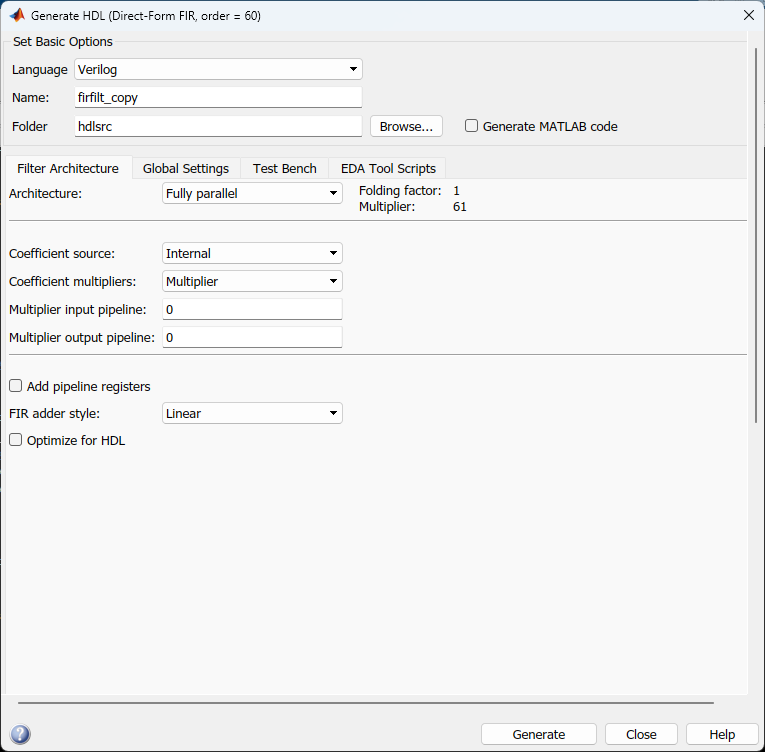 Generate HDL (Direct-Form FIR, order = 60)
Set Basic Options
Language Verilog
Name: firfilt_copy
Folder hdlsrc Browse... Generate MATLAB code
Filter Architecture Global Settings Test Bench EDA Tool Scripts
Architecture: Fully parallel Folding factor: 1
Multiplier: 61
Coefficient source: Internal
Coefficient multipliers: Multiplier
Multiplier input pipeline: 0
Multiplier output pipeline: 0
Add pipeline registers
FIR adder style: Linear
Optimize for HDL
? Generate Close Help